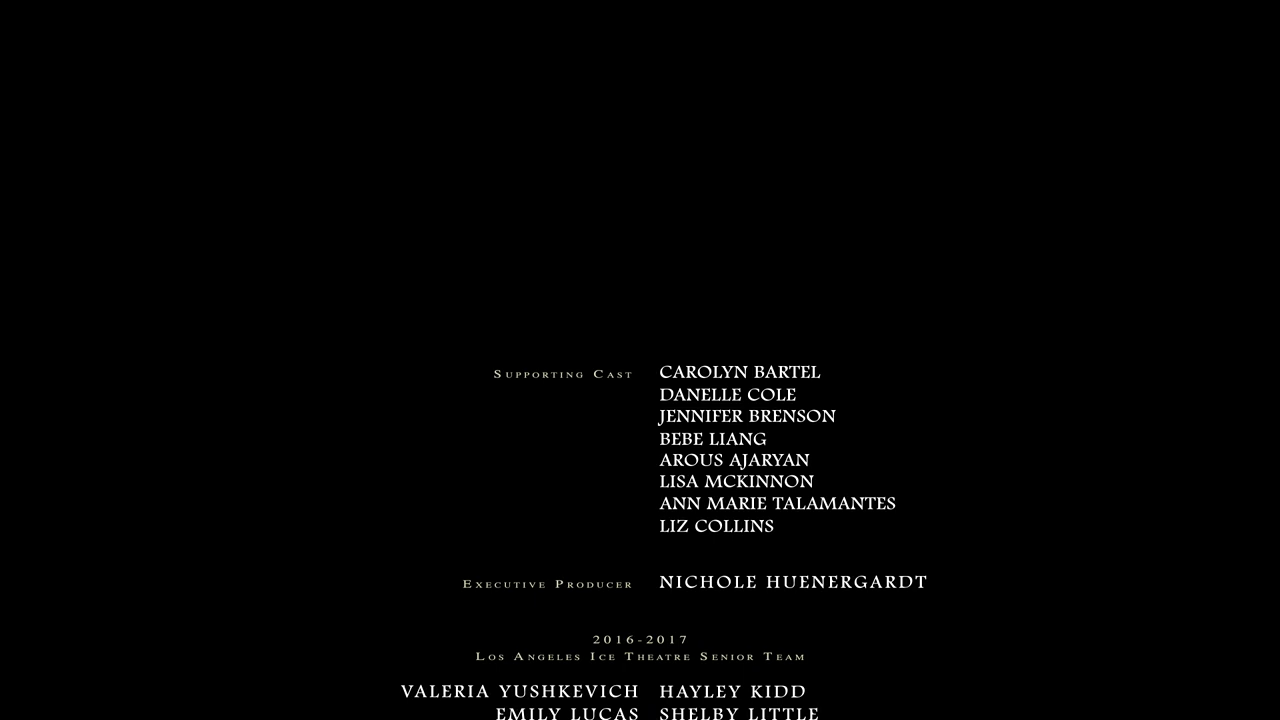 Supporting Cast CAROLYN BARTEL
DANELLE COLE
JENNIFER BRENSON
BEBE LIANG
AROUS AJARYAN
LISA MCKINNON
ANN MARIE TALAMANTES
LIZ COLLINS
Executive Producer NICHOLE HUENERGARDT
2016-2017
Los Angeles Ice Theatre Senior Team
VALERIA YUSHKEVICH HAYLEY KIDD
EMILY LUCAS SHELBY LITTLE